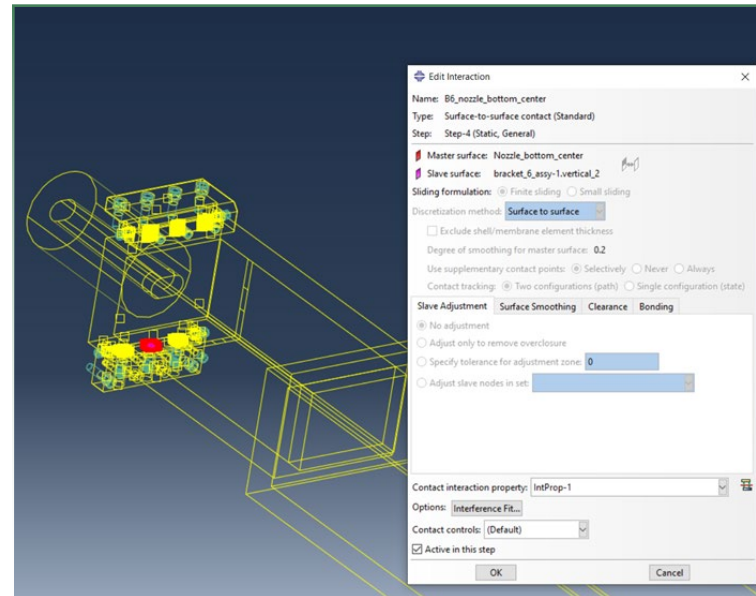 Edit Interaction
Name: B6_nozzle_bottom_center
Type: Surface-to-surface contact (Standard)
Step: Step-4 (Static, General)
Master surface: Nozzle_bottom_center
Slave surface: bracket_6_assy-1.vertical_2
Sliding formulation: Finite sliding Small sliding
Discretization method: Surface to surface
Exclude shell/membrane element thickness
Degree of smoothing for master surface: 0.2
Use supplementary contact points: Selectively Never Always
Contact tracking: Two configurations (path) Single configuration (state)
Slave Adjustment Surface Smoothing Clearance Bonding
No adjustment
Adjust only to remove overclosure
Specify tolerance for adjustment zone: 0
Adjust slave nodes in set:
Contact interaction property: IntProp-1
Options: Interference Fit...
Contact controls: (Default)
Active in this step
OK Cancel